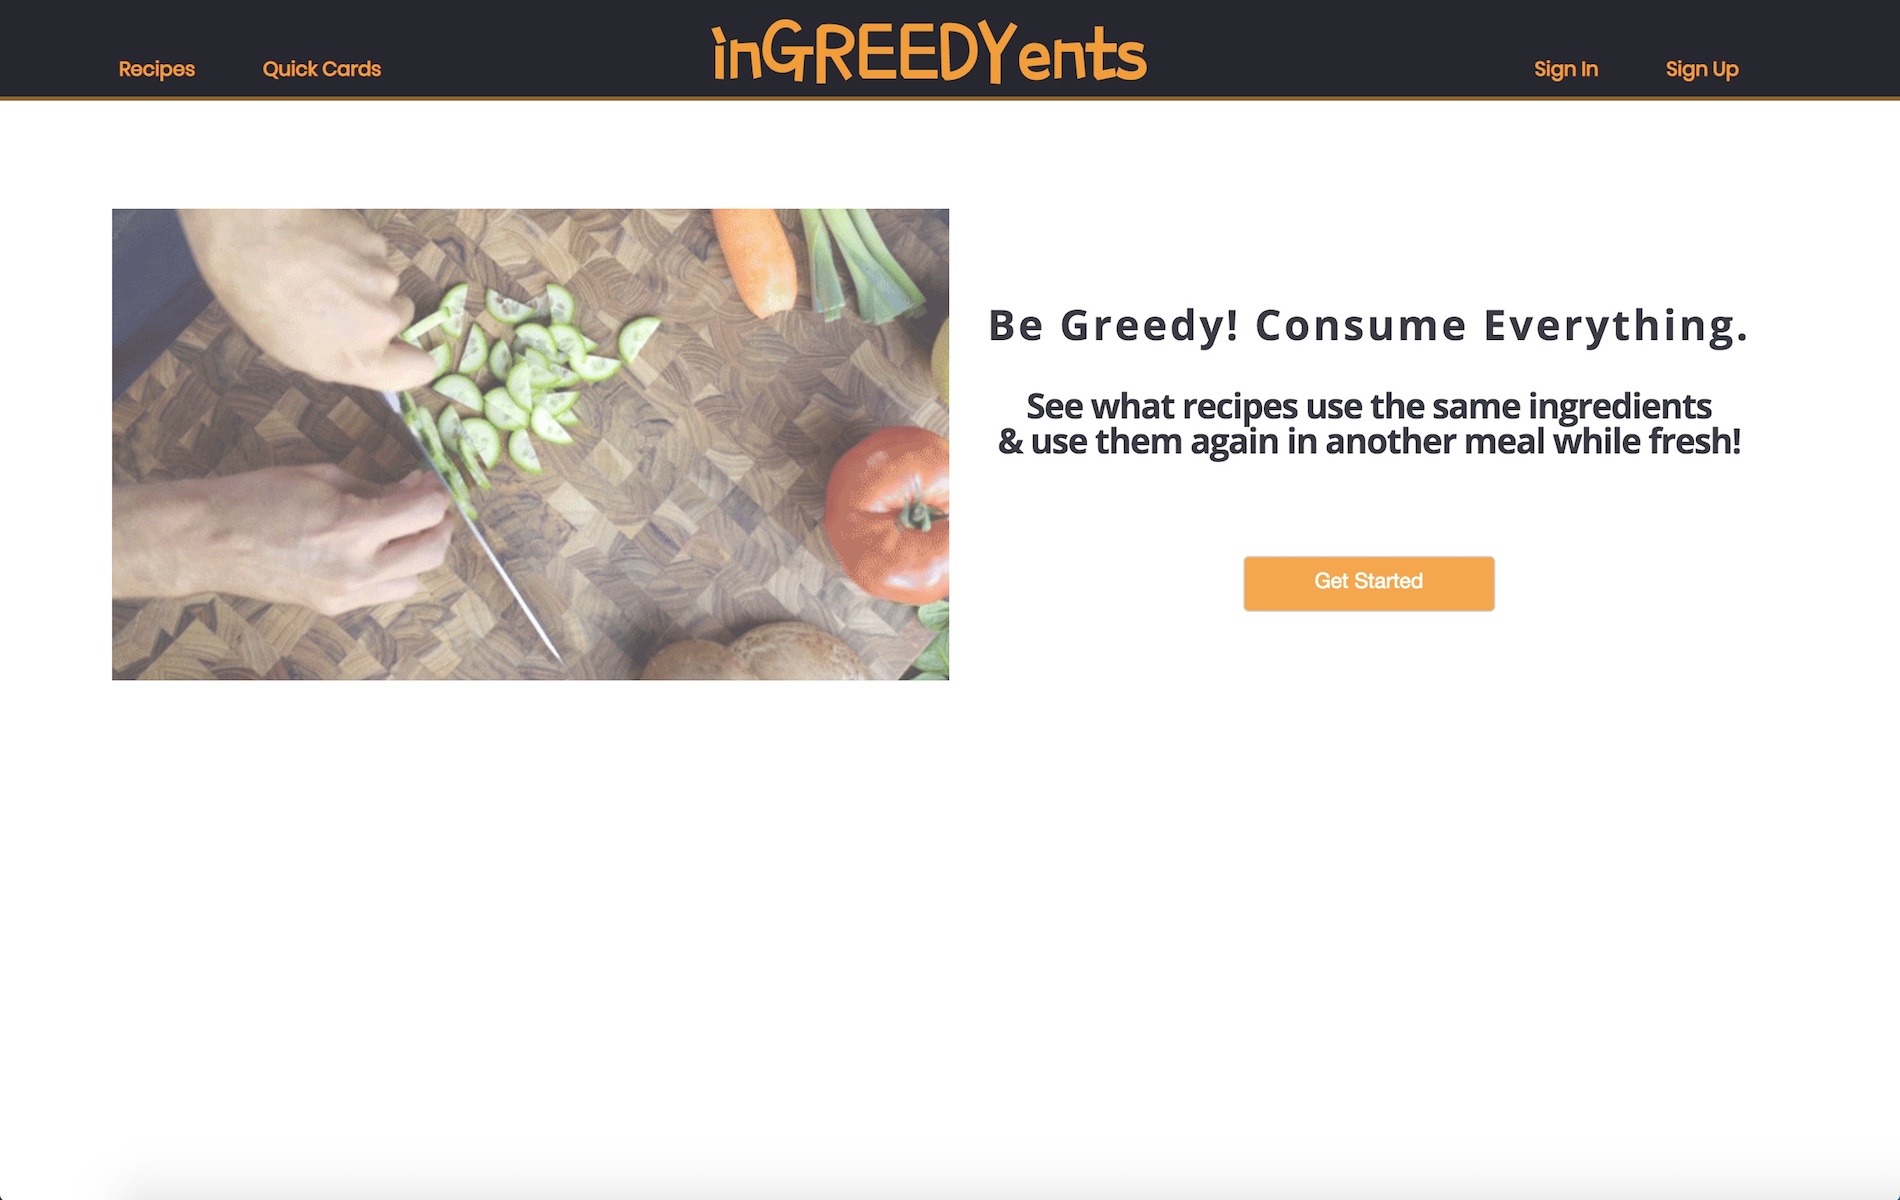 Recipes
Quick Cards
inGREEDYents
Sign In
Sign Up
Be Greedy! Consume Everything.
See what recipes use the same ingredients
& use them again in another meal while fresh!
Get Started